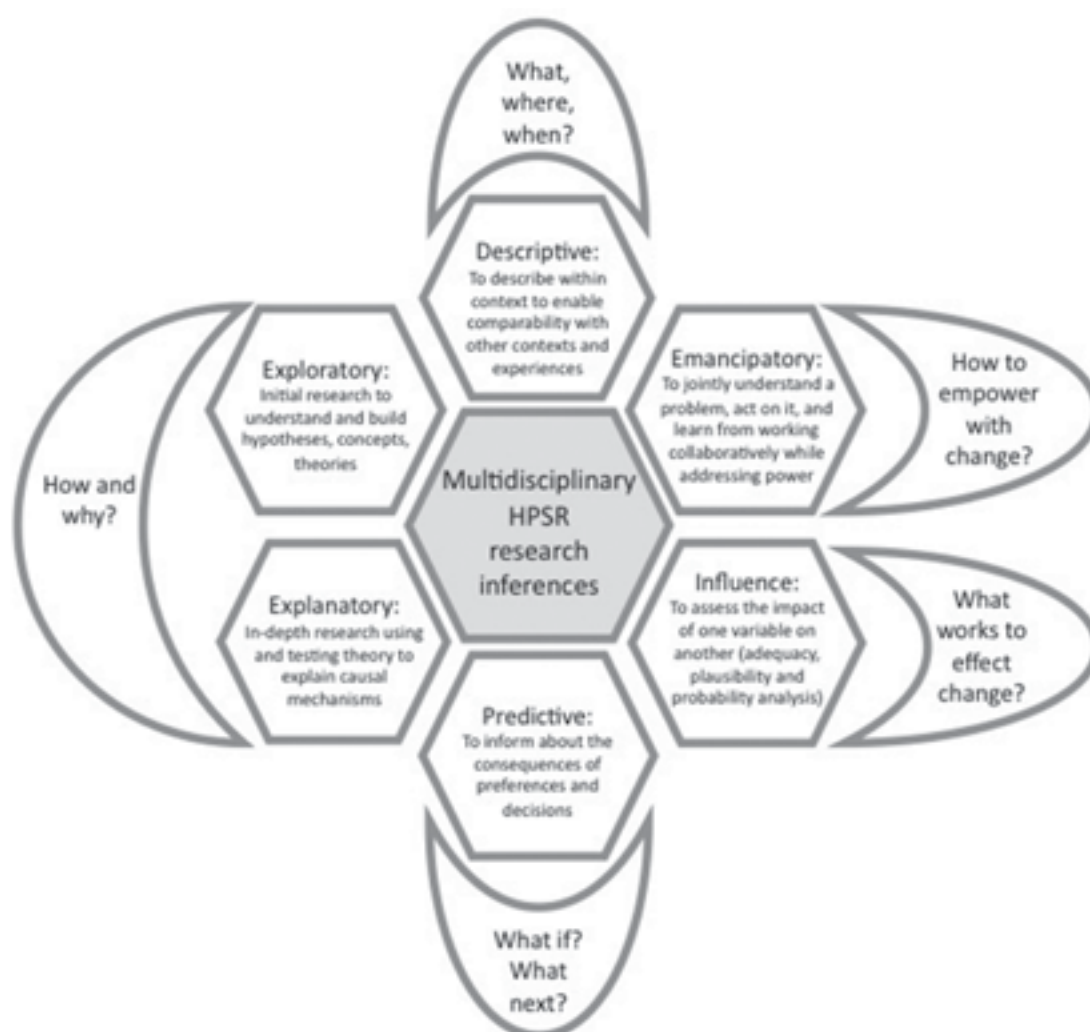 What,
where,
when?
Descriptive:
To describe within
context to enable
comparability with
other contexts and
experiences
Exploratory:
Initial research to
understand and build
hypotheses, concepts,
theories
Emancipatory:
To jointly understand a
problem, act on it, and
learn from working
collaboratively while
addressing power
How to
empower
with
change?
How and
why?
Multidisciplinary
HPSR
research
inferences
Explanatory:
In-depth research using
and testing theory to
explain causal
mechanisms
Influence:
To assess the impact
of one variable on
another (adequacy,
plausibility and
probability analysis)
What
works to
effect
change?
Predictive:
To inform about the
consequences of
preferences and
decisions
What if?
What
next?